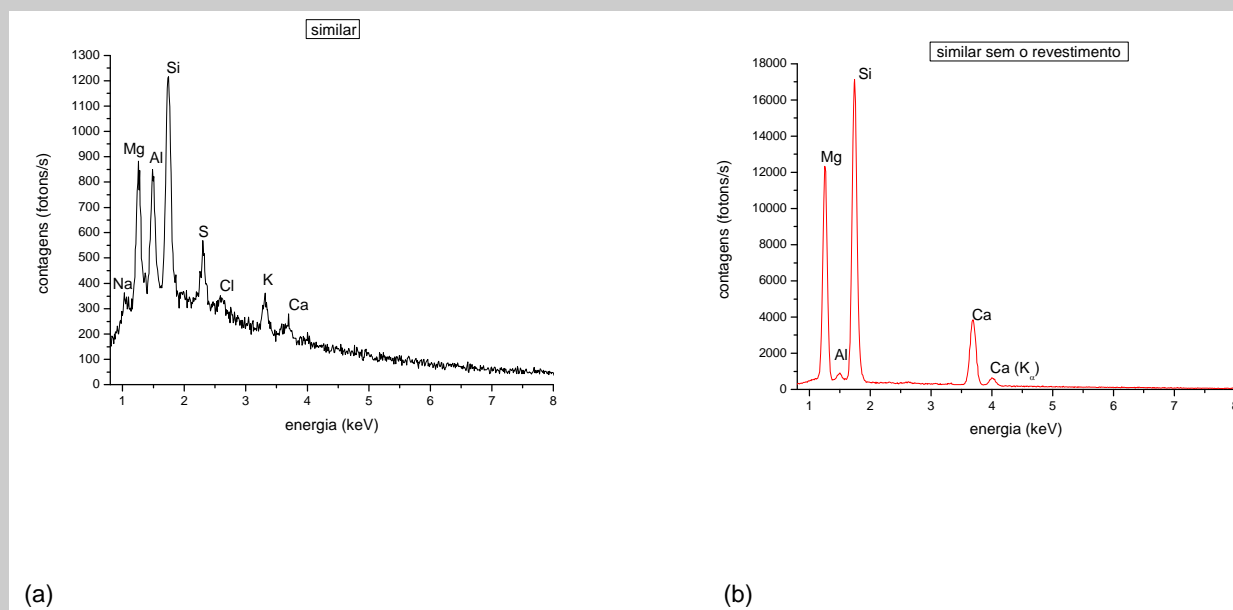 similar
1300
1200
1100
1000
900
800
700
600
500
400
300
200
100
0
contagens (fotons/s)
Na
Mg
Al
Si
S
Cl
K
Ca
1 2 3 4 5 6 7 8
energia (keV)
(a)
similar sem o revestimento
18000
16000
14000
12000
10000
8000
6000
4000
2000
0
contagens (fotons/s)
Mg
Al
Si
Ca
Ca (Kα)
1 2 3 4 5 6 7 8
energia (keV)
(b)